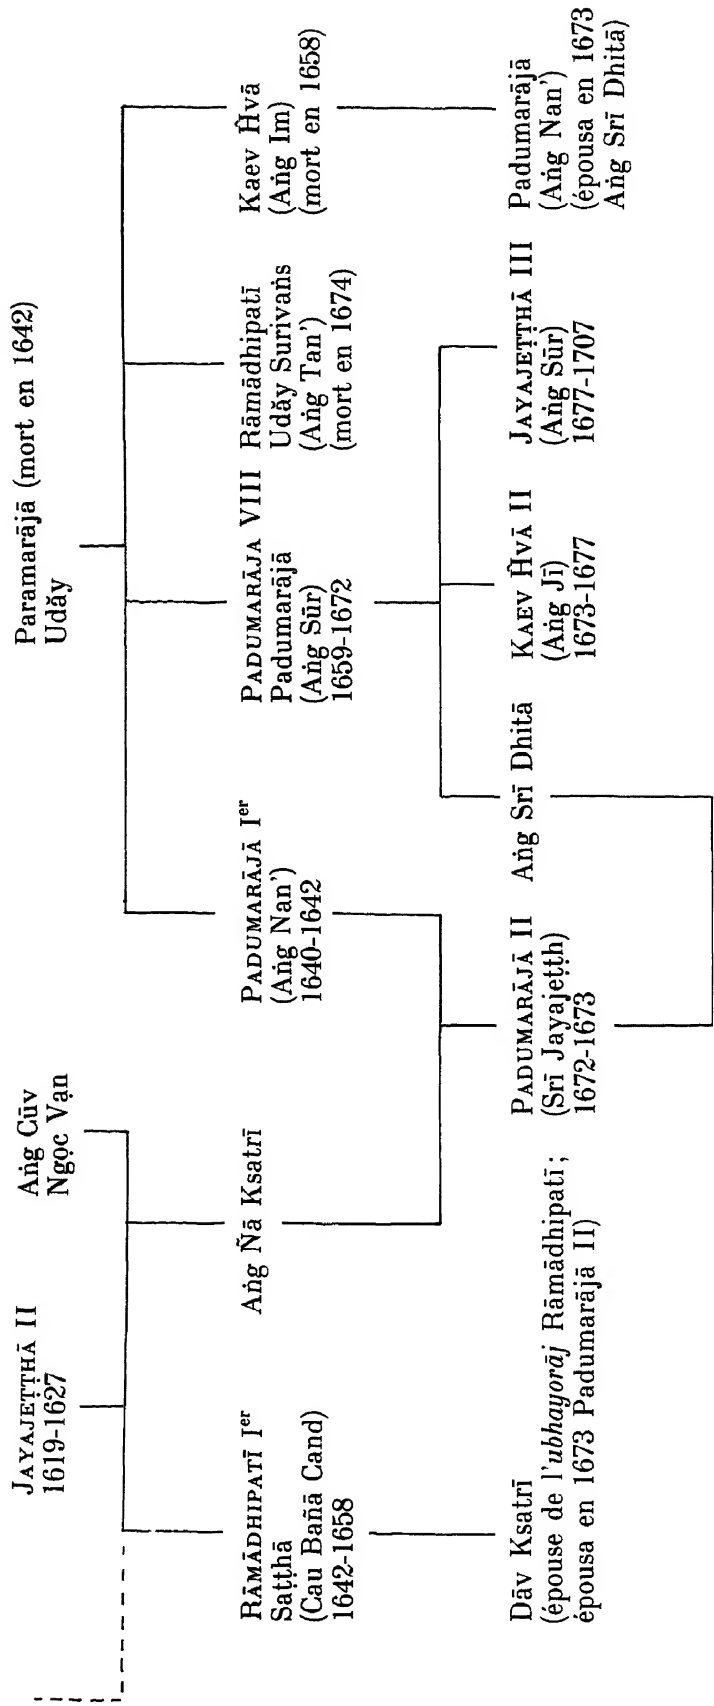 JAYAJEṬṬHĀ II
1619-1627
Aṅg Cūv
Ngọc Vạn
Paramarājā (mort en 1642)
Udăy
RĀMĀDHIPATĪ Ier
Saṭṭhā
(Cau Bañā Cand)
1642-1658
Aṅg Ñā Ksatrī
PADUMARĀJĀ Ier
(Aṅg Nan')
1640-1642
PADUMARĀJA VIII
Padumarājā
(Aṅg Sūr)
1659-1672
Rāmādhipatī
Udăy Surivaṅs
(Aṅg Tan')
(mort en 1674)
Kaev Ĥvā
(Aṅg Im)
(mort en 1658)
Dāv Ksatrī
(épouse de l'ubhayorāj Rāmādhipatī ;
épousa en 1673 Padumarājā II)
PADUMARĀJĀ II
(Srī Jayajeṭṭh)
1672-1673
Aṅg Srī Dhitā
KAEV ĤVĀ II
(Aṅg Jī)
1673-1677
JAYAJEṬṬHĀ III
(Aṅg Sūr)
1677-1707
Padumarājā
(Aṅg Nan')
(épousa en 1673
Aṅg Srī Dhitā)